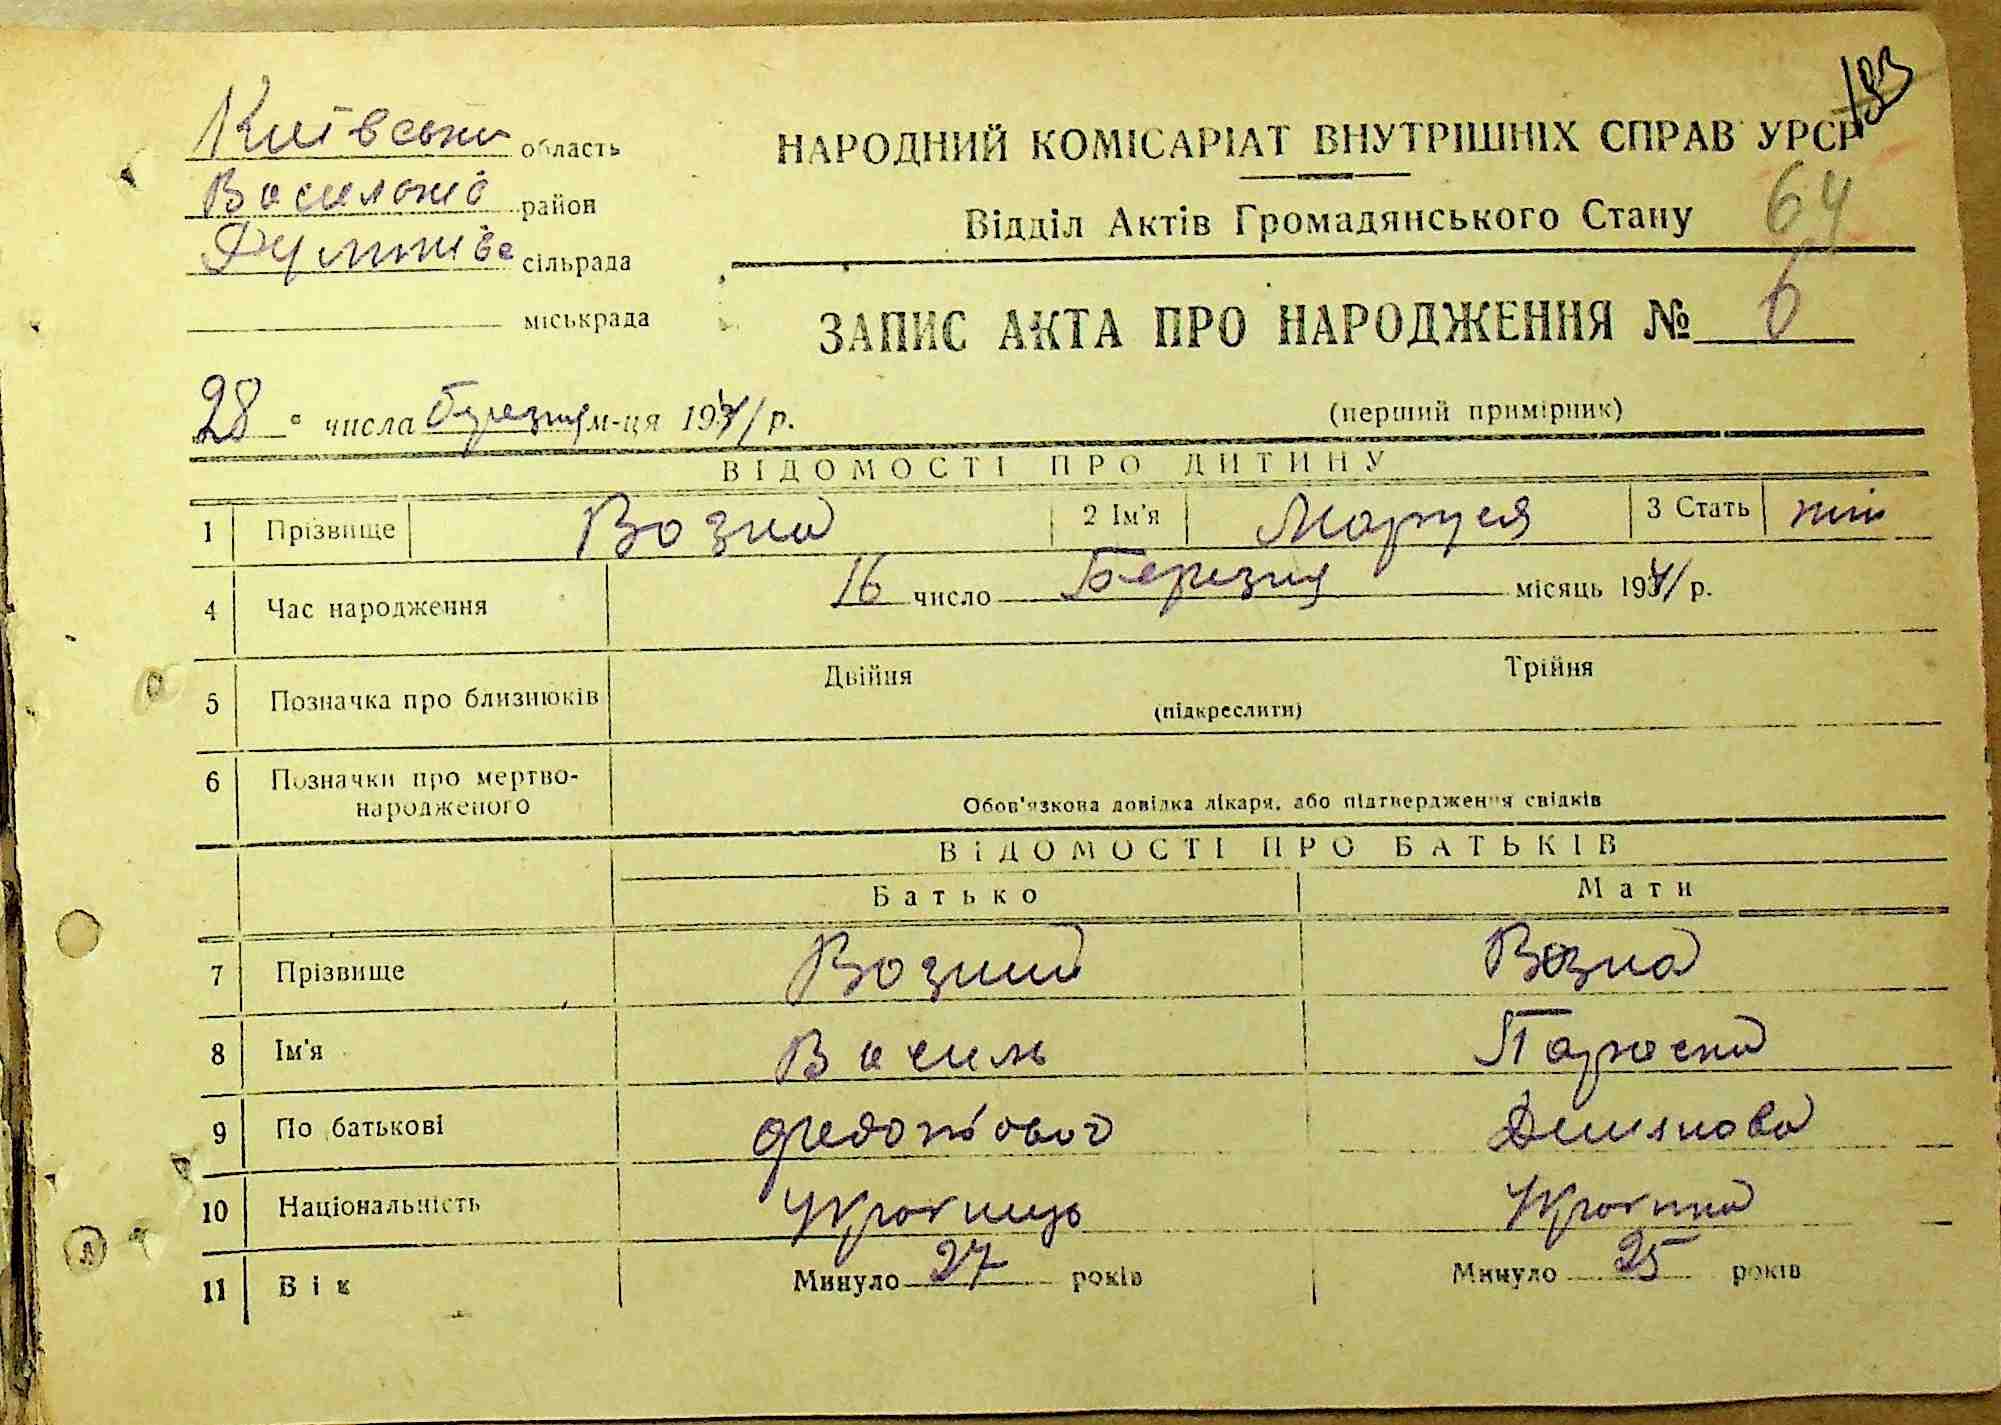 193
Київська область
НАРОДНИЙ КОМІСАРІАТ ВНУТРІШНІХ СПРАВ УРСР
район
Відділ Актів Громадянського Стану 64
сільрада
міськрада
ЗАПИС АКТА ПРО НАРОДЖЕННЯ № 6
28 числа березня м-ця 1941 р. (перший примірник)
ВІДОМОСТІ ПРО ДИТИНУ
1 Прізвище Возна 2 Ім'я Маруся 3 Стать жін
4 Час народження 16 число Березня місяць 1941 р.
5 Позначка про близнюків Двійня Трійня
(підкреслити)
6 Позначки про мертво-
народженого Обов'язкова довідка лікаря, або підтвердження свідків
ВІДОМОСТІ ПРО БАТЬКІВ
Батько Мати
7 Прізвище Возний Возна
8 Ім'я Василь Параска
9 По батькові Демянова
10 Національність Українець Українка
11 Вік Минуло 27 років Минуло 25 років